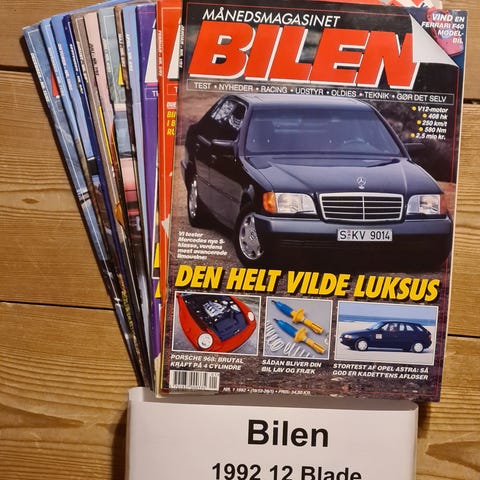 MÅNEDSMAGASINET
BILEN
TEST • NYHEDER • RACING • UDSTYR • OLDIES • TEKNIK • GØR DET SELV
VIND EN
FERRARI F40
MODEL-
BIL
• V12-motor
• 408 hk
• 250 km/t
• 580 Nm
• 2,5 mio kr.
S-KV 9014
Vi tester
Mercedes nye S-
klasse, verdens
mest avancerede
limousine:
DEN HELT VILDE LUKSUS
PORSCHE 968: BRUTAL
KRAFT PÅ 4 CYLINDRE
SÅDAN BLIVER DIN
BIL LAV OG FRÆK
STORTEST AF OPEL ASTRA: SÅ
GOD ER KADETT'ENS AFLØSER
Bilen
1992 12 Blade